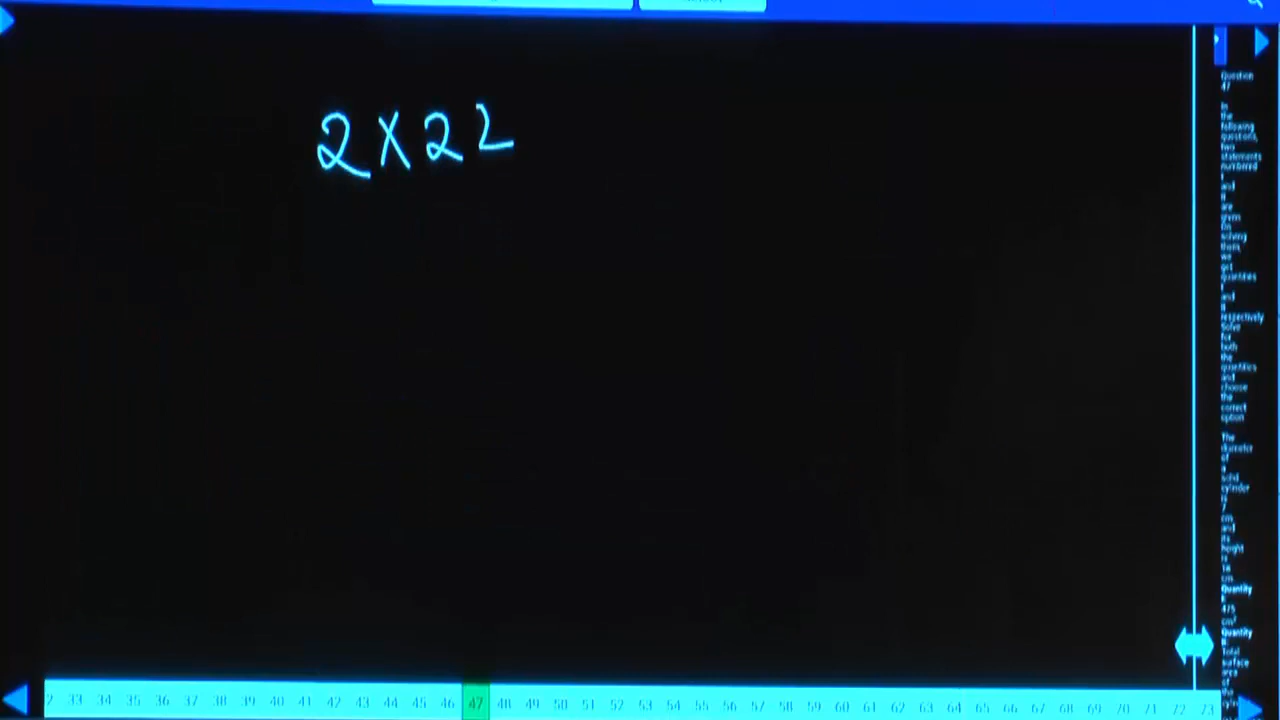 2X22
Question
47
In
the
following
questions,
two
statements
numbered
I
and
II
are
given
On
solving
them,
we
get
quantities
I
and
II
respectively
Solve
for
both
the
quantities
and
choose
the
correct
option
The
diameter
of
a
solid
cylinder
is
7
cm
and
its
height
is
18
cm
Quantity
I:
475
cm²
Quantity
II:
Total
surface
area
of
the
2 33 34 35 36 37 38 39 40 41 42 43 44 45 46 47 48 49 50 51 52 53 54 55 56 57 58 59 60 61 62 63 64 65 66 67 68 69 70 71 72 73